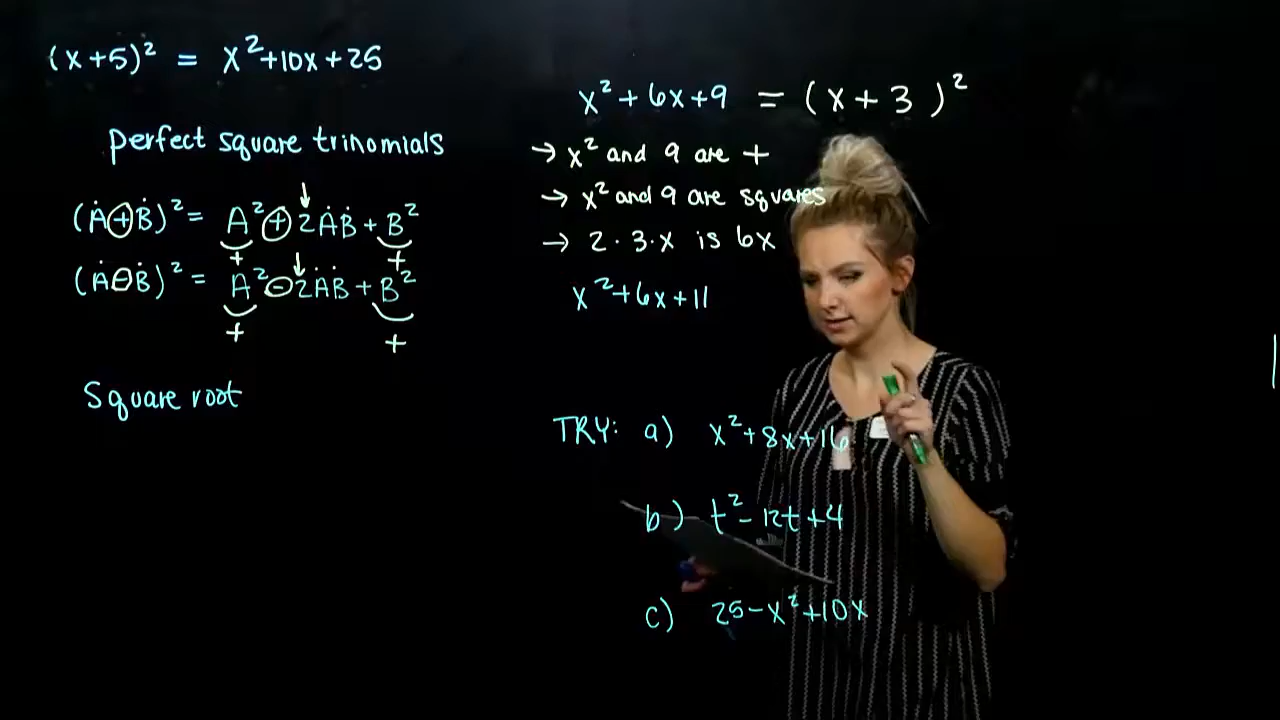 (x+5)² = x²+10x+25
perfect square trinomials
(A+B)² = A² + 2AB + B²
+ +
(A-B)² = A² - 2AB + B²
+ +
Square root
x²+6x+9 = (x+3)²
→ x² and 9 are +
→ x² and 9 are squares
→ 2·3·x is 6x
x²+6x+11
TRY: a) x²+8x+16
b) t²-12t+4
c) 25-x²+10x